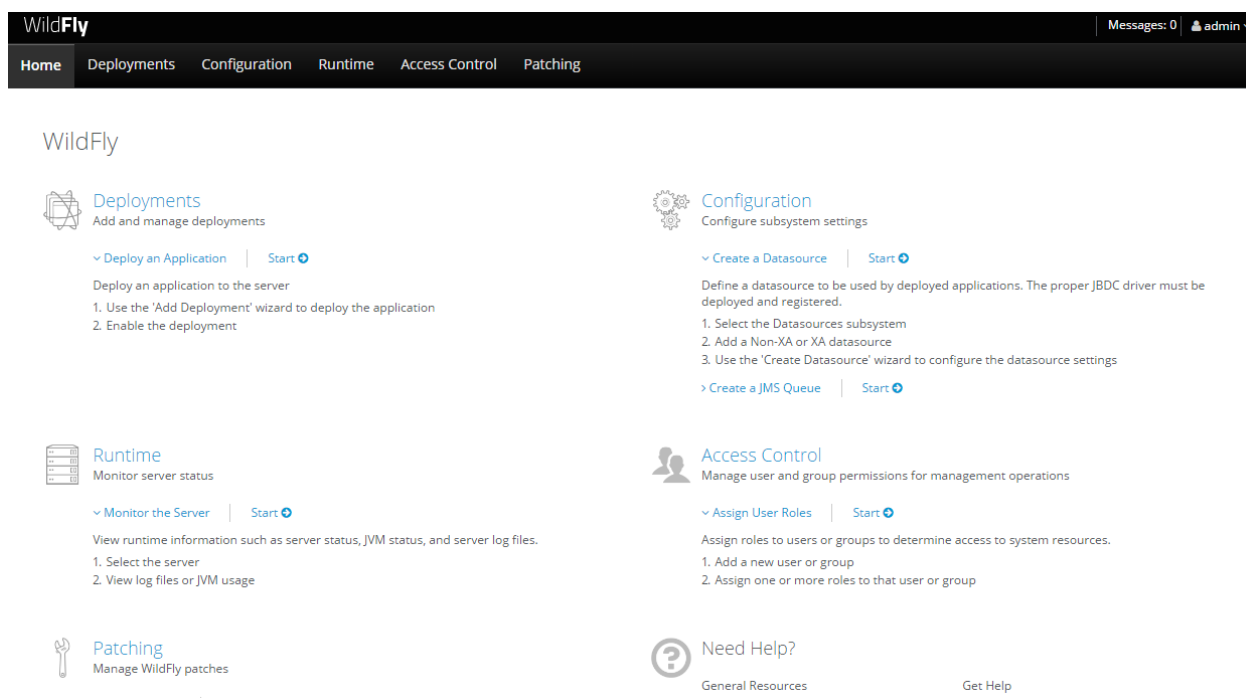 WildFly
Messages: 0 admin
Home Deployments Configuration Runtime Access Control Patching
WildFly
Deployments
Add and manage deployments
Deploy an Application Start
Deploy an application to the server
1. Use the 'Add Deployment' wizard to deploy the application
2. Enable the deployment
Configuration
Configure subsystem settings
Create a Datasource Start
Define a datasource to be used by deployed applications. The proper JBDC driver must be
deployed and registered.
1. Select the Datasources subsystem
2. Add a Non-XA or XA datasource
3. Use the 'Create Datasource' wizard to configure the datasource settings
Create a JMS Queue Start
Runtime
Monitor server status
Monitor the Server Start
View runtime information such as server status, JVM status, and server log files.
1. Select the server
2. View log files or JVM usage
Access Control
Manage user and group permissions for management operations
Assign User Roles Start
Assign roles to users or groups to determine access to system resources.
1. Add a new user or group
2. Assign one or more roles to that user or group
Patching
Manage WildFly patches
Need Help?
General Resources Get Help